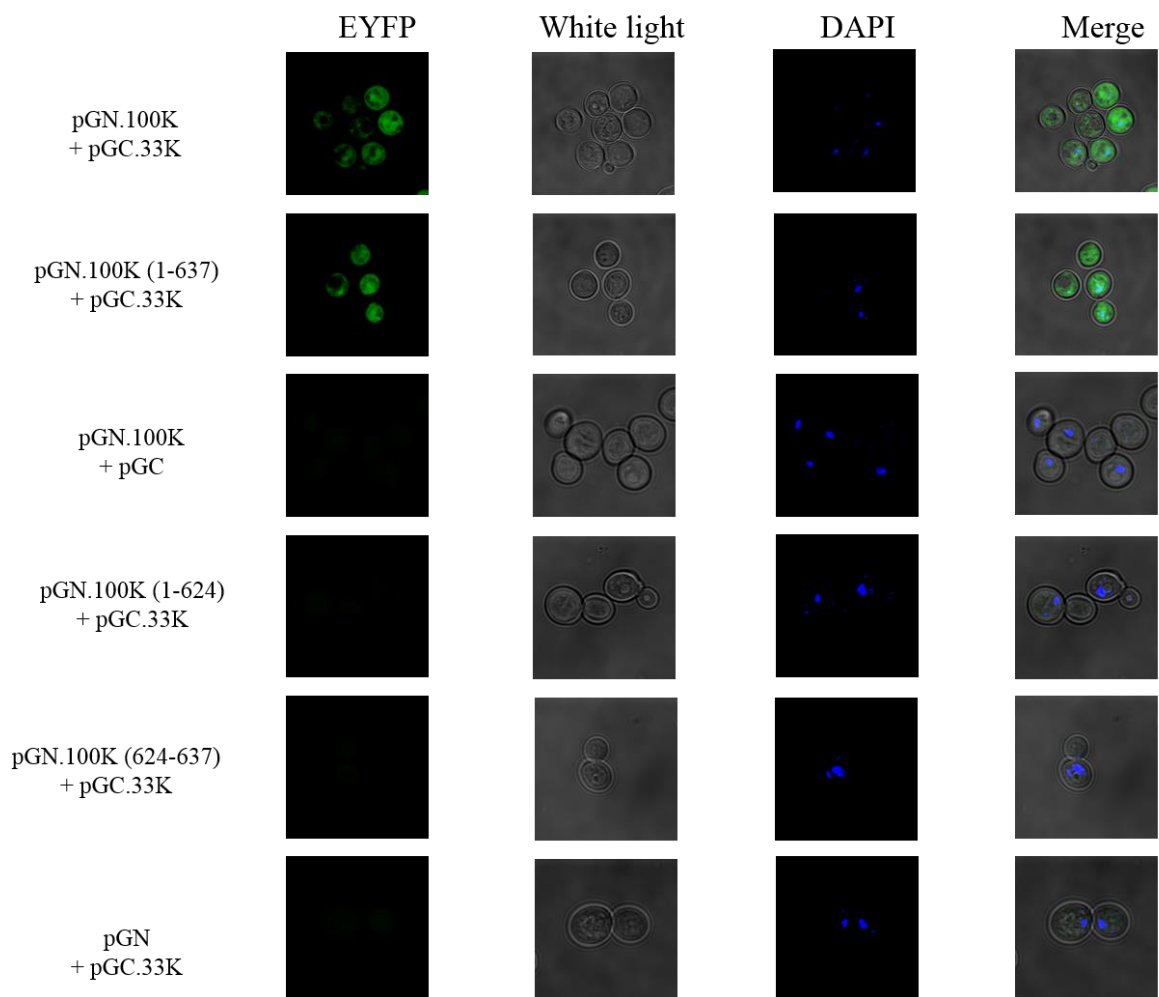 EYFP White light DAPI Merge
pGN.100K
+ pGC.33K
pGN.100K (1-637)
+ pGC.33K
pGN.100K
+ pGC
pGN.100K (1-624)
+ pGC.33K
pGN.100K (624-637)
+ pGC.33K
pGN
+ pGC.33K